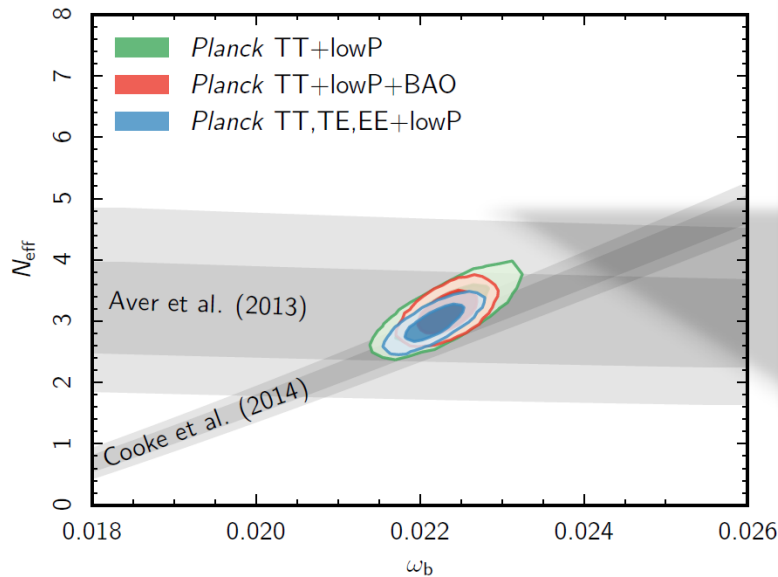 8
7
6
5
4
3
2
1
0
N_eff
Planck TT+lowP
Planck TT+lowP+BAO
Planck TT,TE,EE+lowP
Aver et al. (2013)
Cooke et al. (2014)
0.018 0.020 0.022 0.024 0.026
ω_b